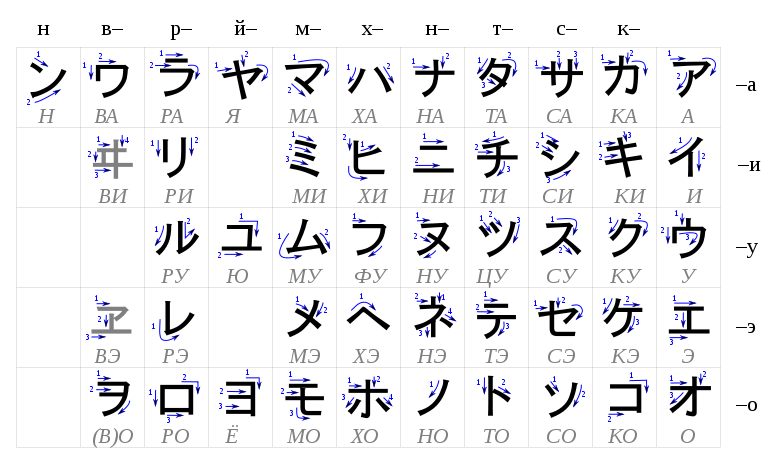 н в– р– й– м– х– н– т– с– к–
ン ワ ラ ヤ マ ハ ナ タ サ カ ア –а
Н ВА РА Я МА ХА НА ТА СА КА А
ヰ リ ミ ヒ ニ チ シ キ イ –и
ВИ РИ МИ ХИ НИ ТИ СИ КИ И
ル ユ ム フ ヌ ツ ス ク ウ –у
РУ Ю МУ ФУ НУ ЦУ СУ КУ У
ヱ レ メ ヘ ネ テ セ ケ エ –э
ВЭ РЭ МЭ ХЭ НЭ ТЭ СЭ КЭ Э
ヲ ロ ヨ モ ホ ノ ト ソ コ オ –о
(В)О РО Ё МО ХО НО ТО СО КО О